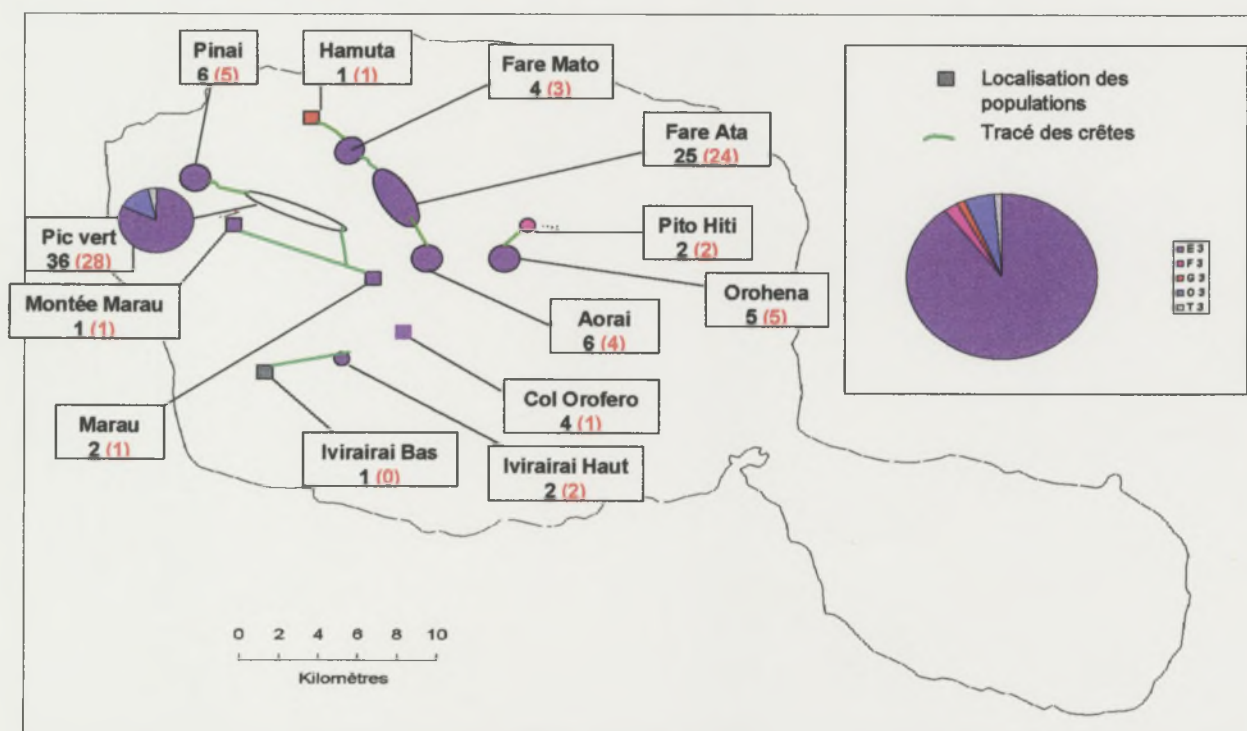 Pinai
6 (5)
Hamuta
1 (1)
Fare Mato
4 (3)
Fare Ata
25 (24)
Pito Hiti
2 (2)
Orohena
5 (5)
Pic vert
36 (28)
Montée Marau
1 (1)
Aorai
6 (4)
Col Orofero
4 (1)
Marau
2 (1)
Ivirairai Bas
1 (0)
Ivirairai Haut
2 (2)
Localisation des
populations
Tracé des crêtes
E 3
F 3
G 3
O 3
T 3
0 2 4 6 8 10
Kilomètres